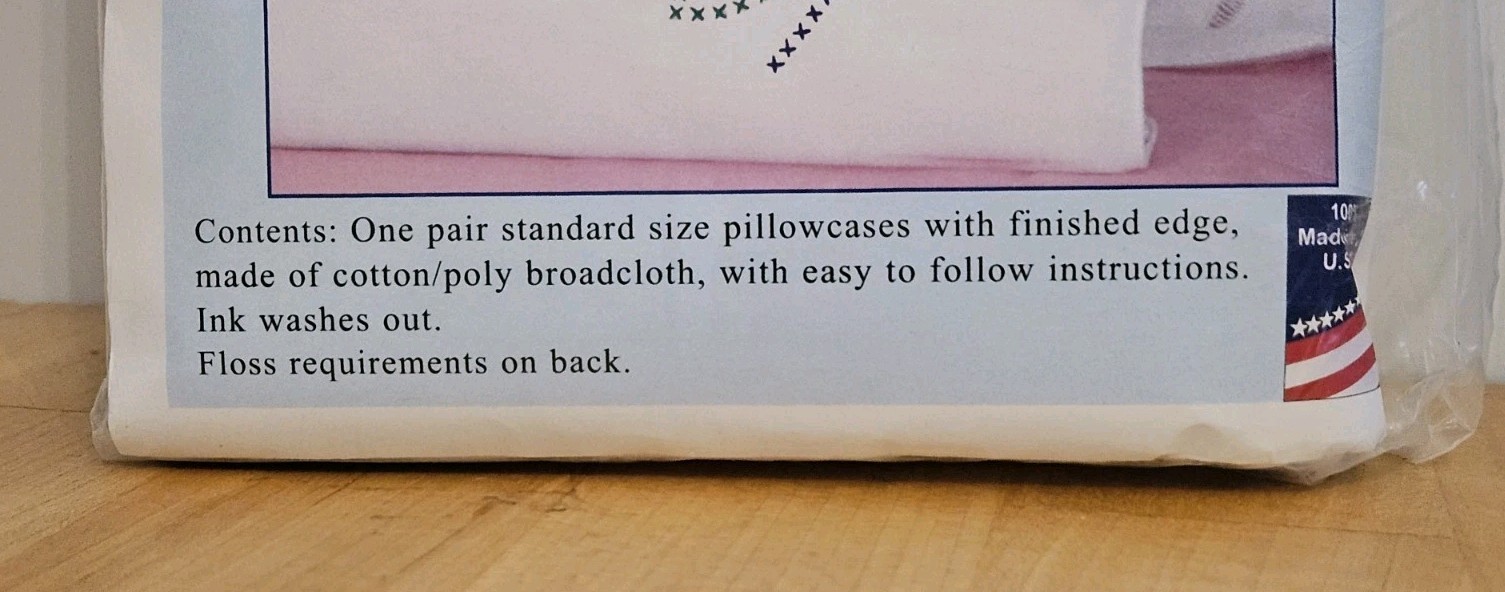 Contents: One pair standard size pillowcases with finished edge,
made of cotton/poly broadcloth, with easy to follow instructions.
Ink washes out.
Floss requirements on back.